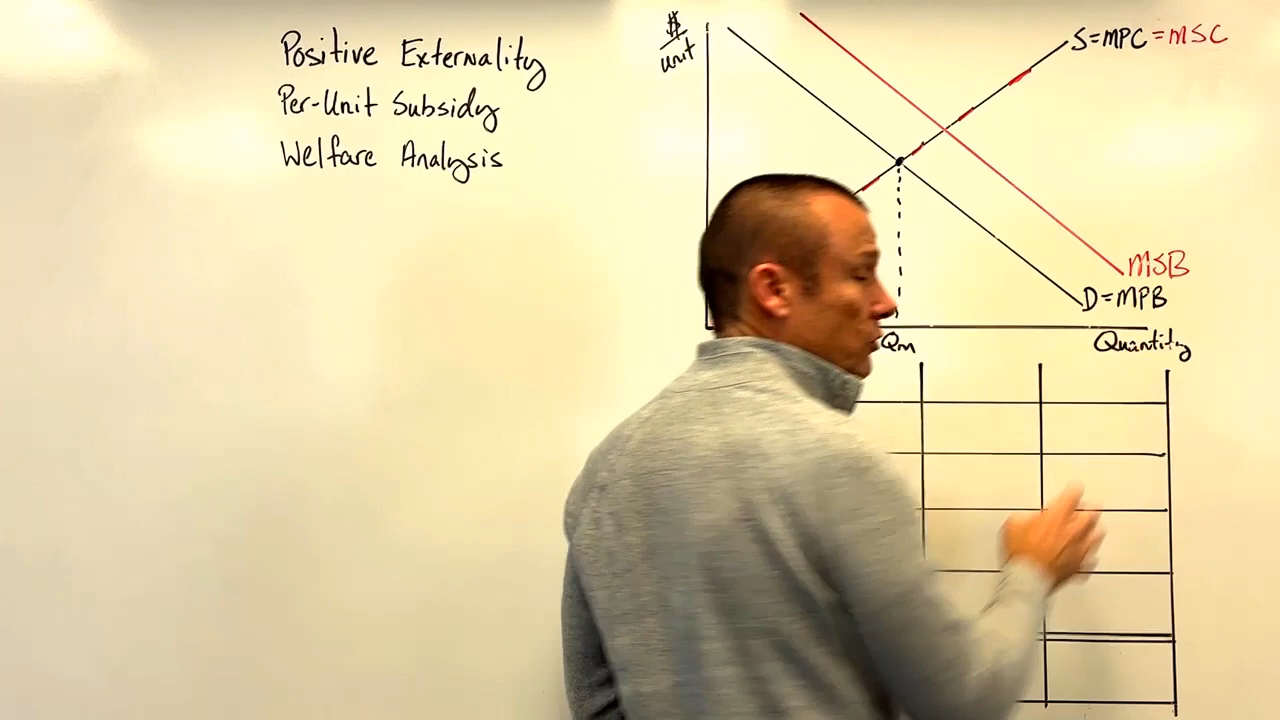 Positive Externality
Per-Unit Subsidy
Welfare Analysis
$/unit
S=MPC=MSC
MSB
D=MPB
Qm
Quantity